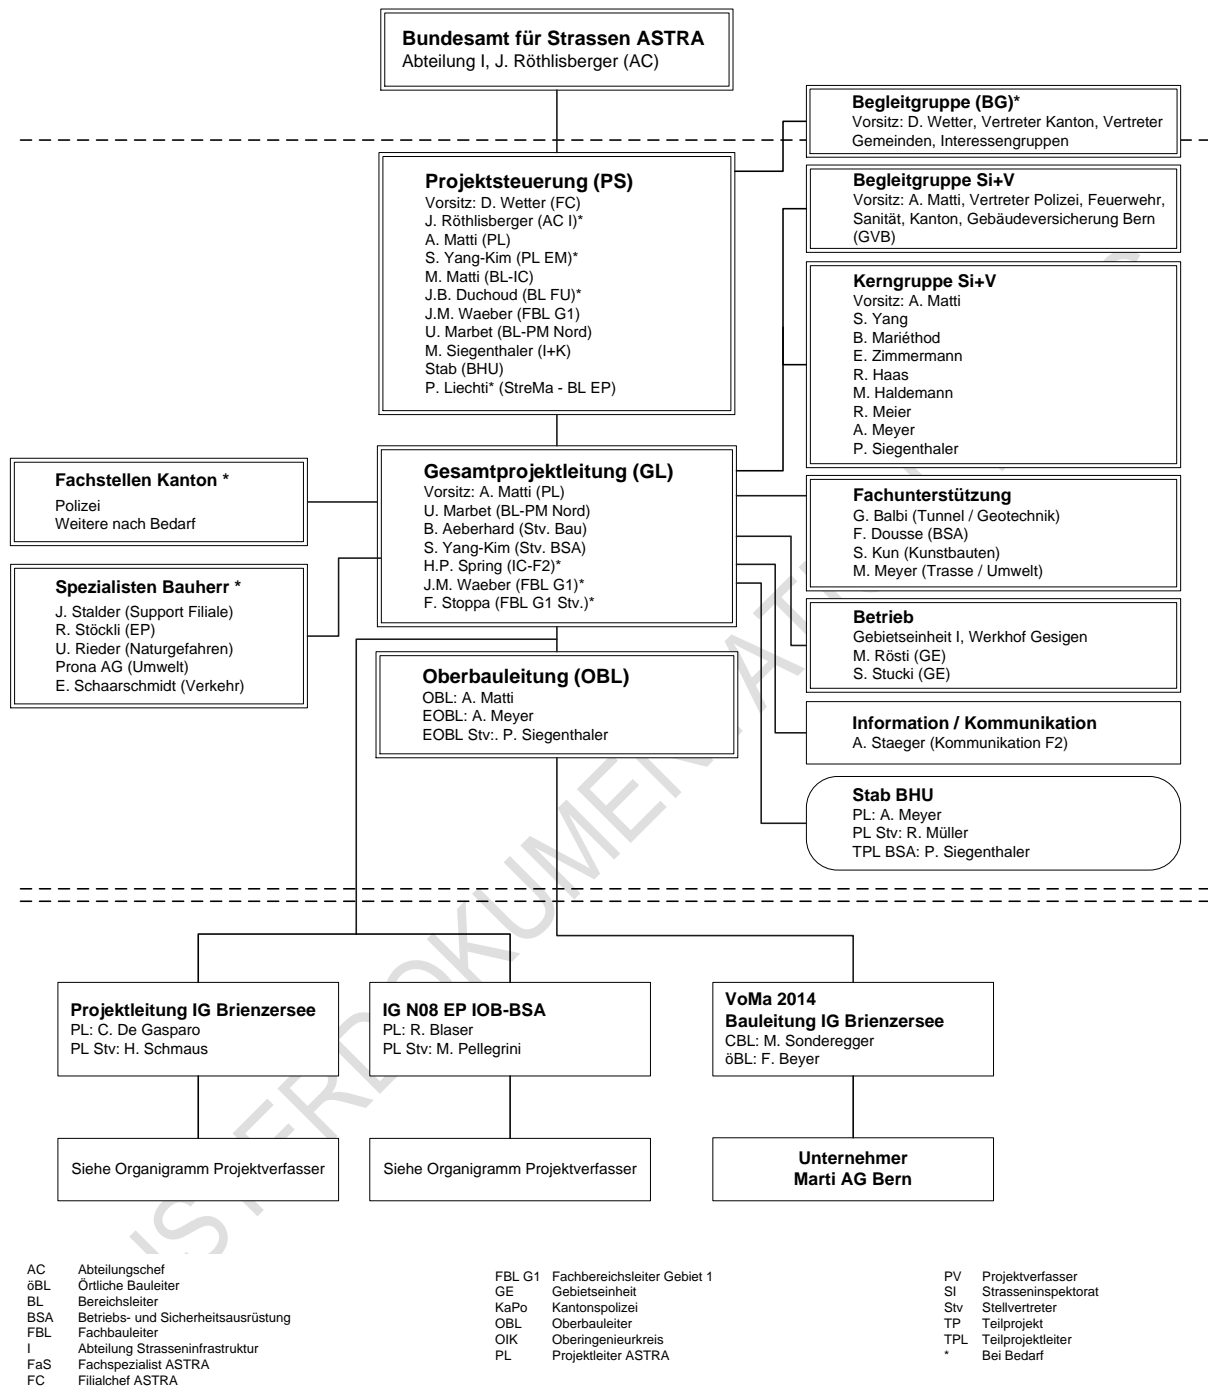 Bundesamt für Strassen ASTRA
Abteilung I, J. Röthlisberger (AC)
Begleitgruppe (BG)*
Vorsitz: D. Wetter, Vertreter Kanton, Vertreter
Gemeinden, Interessengruppen
Projektsteuerung (PS)
Vorsitz: D. Wetter (FC)
J. Röthlisberger (AC I)*
A. Matti (PL)
S. Yang-Kim (PL EM)*
M. Matti (BL-IC)
J.B. Duchoud (BL FU)*
J.M. Waeber (FBL G1)
U. Marbet (BL-PM Nord)
M. Siegenthaler (I+K)
Stab (BHU)
P. Liechti* (StreMa - BL EP)
Begleitgruppe Si+V
Vorsitz: A. Matti, Vertreter Polizei, Feuerwehr,
Sanität, Kanton, Gebäudeversicherung Bern
(GVB)
Kerngruppe Si+V
Vorsitz: A. Matti
S. Yang
B. Mariéthod
E. Zimmermann
R. Haas
M. Haldemann
R. Meier
A. Meyer
P. Siegenthaler
Fachstellen Kanton *
Polizei
Weitere nach Bedarf
Gesamtprojektleitung (GL)
Vorsitz: A. Matti (PL)
U. Marbet (BL-PM Nord)
B. Aeberhard (Stv. Bau)
S. Yang-Kim (Stv. BSA)
H.P. Spring (IC-F2)*
J.M. Waeber (FBL G1)*
F. Stoppa (FBL G1 Stv.)*
Fachunterstützung
G. Balbi (Tunnel / Geotechnik)
F. Dousse (BSA)
S. Kun (Kunstbauten)
M. Meyer (Trasse / Umwelt)
Spezialisten Bauherr *
J. Stalder (Support Filiale)
R. Stöckli (EP)
U. Rieder (Naturgefahren)
Prona AG (Umwelt)
E. Schaarschmidt (Verkehr)
Betrieb
Gebietseinheit I, Werkhof Gesigen
M. Rösti (GE)
S. Stucki (GE)
Oberbauleitung (OBL)
OBL: A. Matti
EOBL: A. Meyer
EOBL Stv:. P. Siegenthaler
Information / Kommunikation
A. Staeger (Kommunikation F2)
Stab BHU
PL: A. Meyer
PL Stv: R. Müller
TPL BSA: P. Siegenthaler
Projektleitung IG Brienzersee
PL: C. De Gasparo
PL Stv: H. Schmaus
IG N08 EP IOB-BSA
PL: R. Blaser
PL Stv: M. Pellegrini
VoMa 2014
Bauleitung IG Brienzersee
CBL: M. Sonderegger
öBL: F. Beyer
Siehe Organigramm Projektverfasser
Siehe Organigramm Projektverfasser
Unternehmer
Marti AG Bern
AC Abteilungschef
öBL Örtliche Bauleiter
BL Bereichsleiter
BSA Betriebs- und Sicherheitsausrüstung
FBL Fachbauleiter
I Abteilung Strasseninfrastruktur
FaS Fachspezialist ASTRA
FC Filialchef ASTRA
FBL G1 Fachbereichsleiter Gebiet 1
GE Gebietseinheit
KaPo Kantonspolizei
OBL Oberbauleiter
OIK Oberingenieurkreis
PL Projektleiter ASTRA
PV Projektverfasser
SI Strasseninspektorat
Stv Stellvertreter
TP Teilprojekt
TPL Teilprojektleiter
* Bei Bedarf